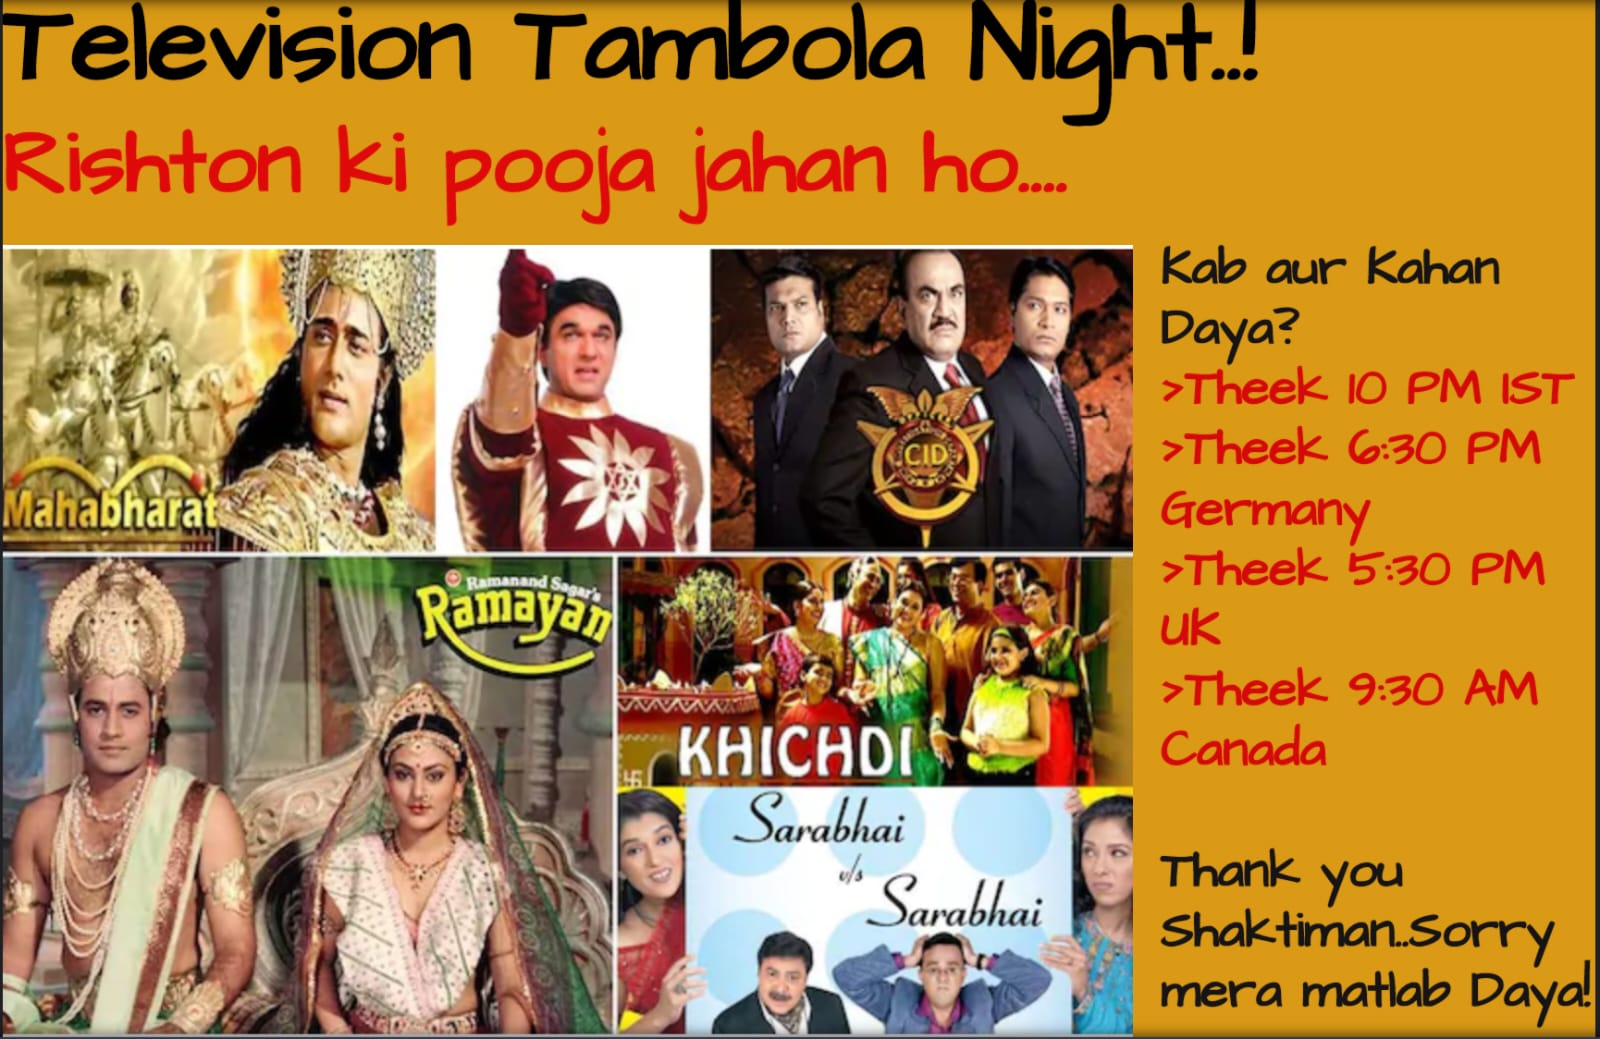 Television Tambola Night..!
Rishton ki pooja jahan ho....
Mahabharat
CID
Ramanand Sagar's
Ramayan
KHICHDI
Sarabhai
v/s
Sarabhai
Kab aur Kahan
Daya?
>Theek 10 PM IST
>Theek 6:30 PM
Germany
>Theek 5:30 PM
UK
>Theek 9:30 AM
Canada
Thank you
Shaktiman..Sorry
mera matlab Daya!